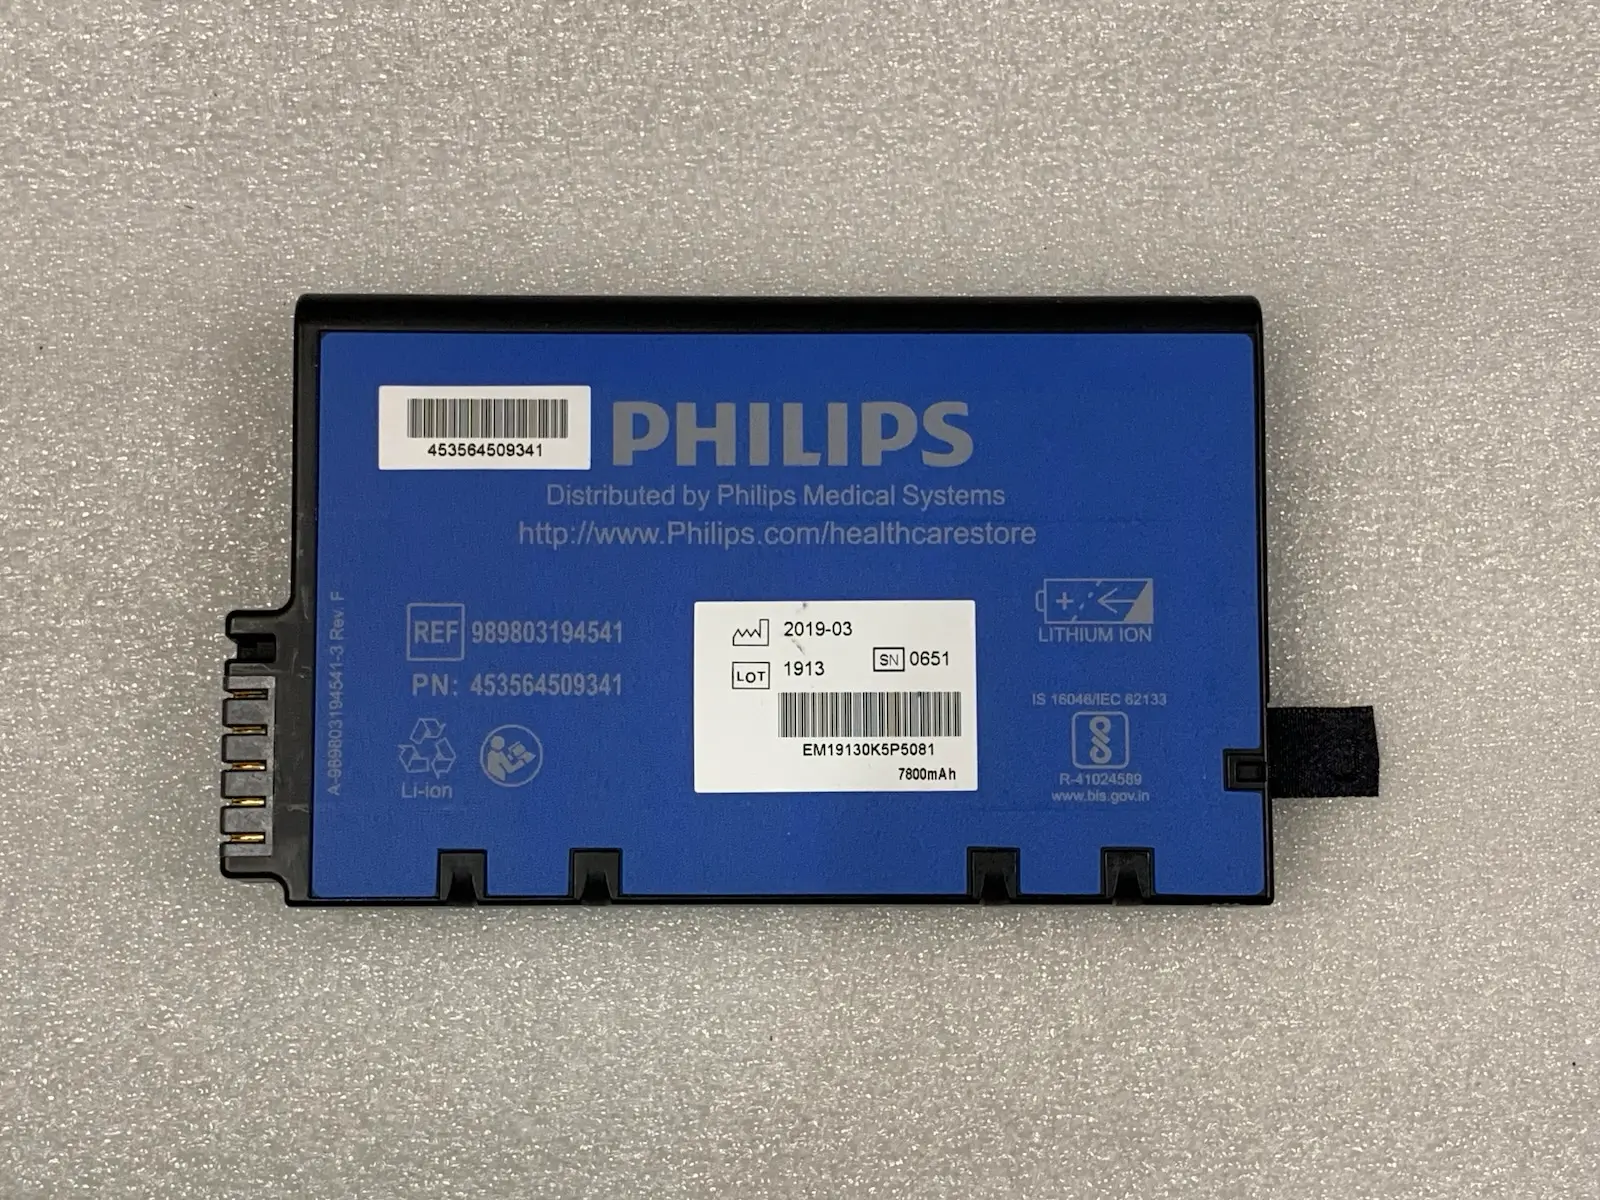 453564509341
PHILIPS
Distributed by Philips Medical Systems
http://www.Philips.com/healthcarestore
REF 989803194541
PN: 453564509341
Li-ion
A-989803194541-3 Rev. F
2019-03
LOT 1913
SN 0651
EM19130K5P5081
7800mAh
LITHIUM ION
IS 16046/IEC 62133
R-41024589
www.bis.gov.in